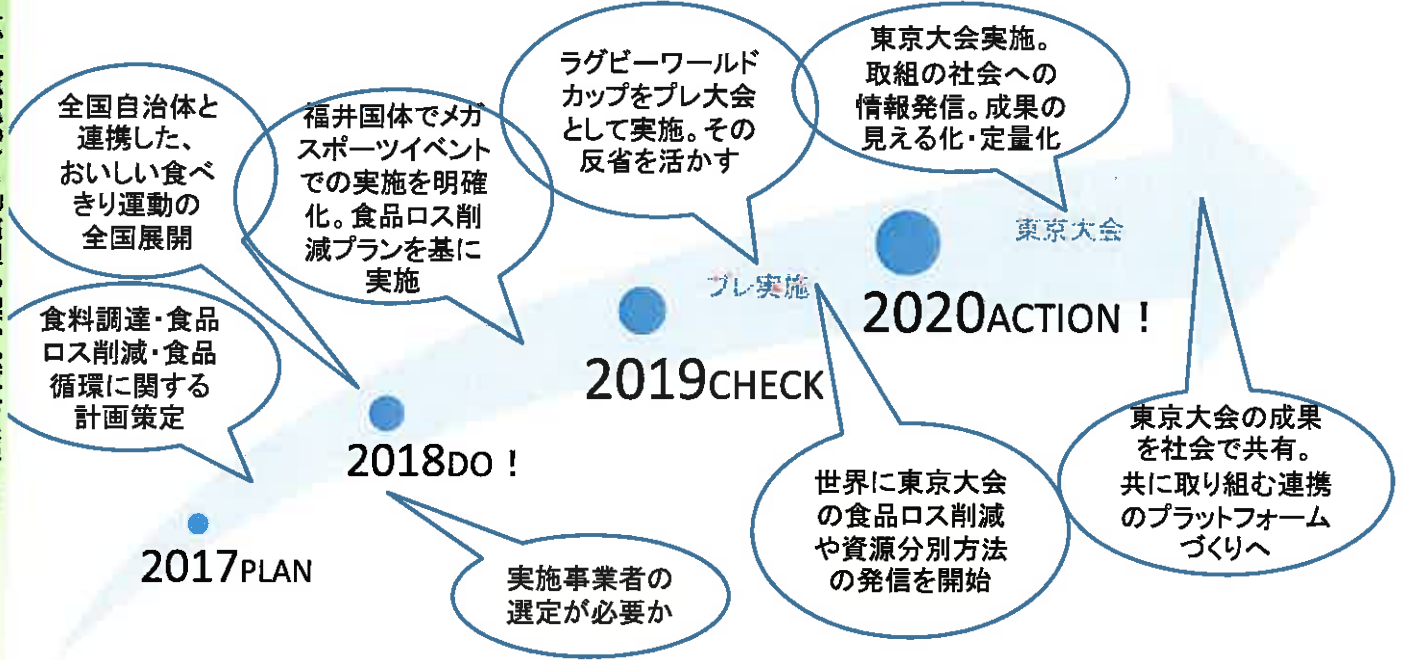 全国自治体と
連携した、
おいしい食べ
きり運動の
全国展開
福井国体でメガ
スポーツイベント
での実施を明確
化。食品ロス削
減プランを基に
実施
ラグビーワールド
カップをプレ大会
として実施。その
反省を活かす
東京大会実施。
取組の社会への
情報発信。成果の
見える化・定量化
食料調達・食品
ロス削減・食品
循環に関する
計画策定
東京大会
プレ実施
2020ACTION！
2019CHECK
2018DO！
2017PLAN
実施事業者の
選定が必要か
世界に東京大会
の食品ロス削減
や資源分別方法
の発信を開始
東京大会の成果
を社会で共有。
共に取り組む連携
のプラットフォーム
づくりへ